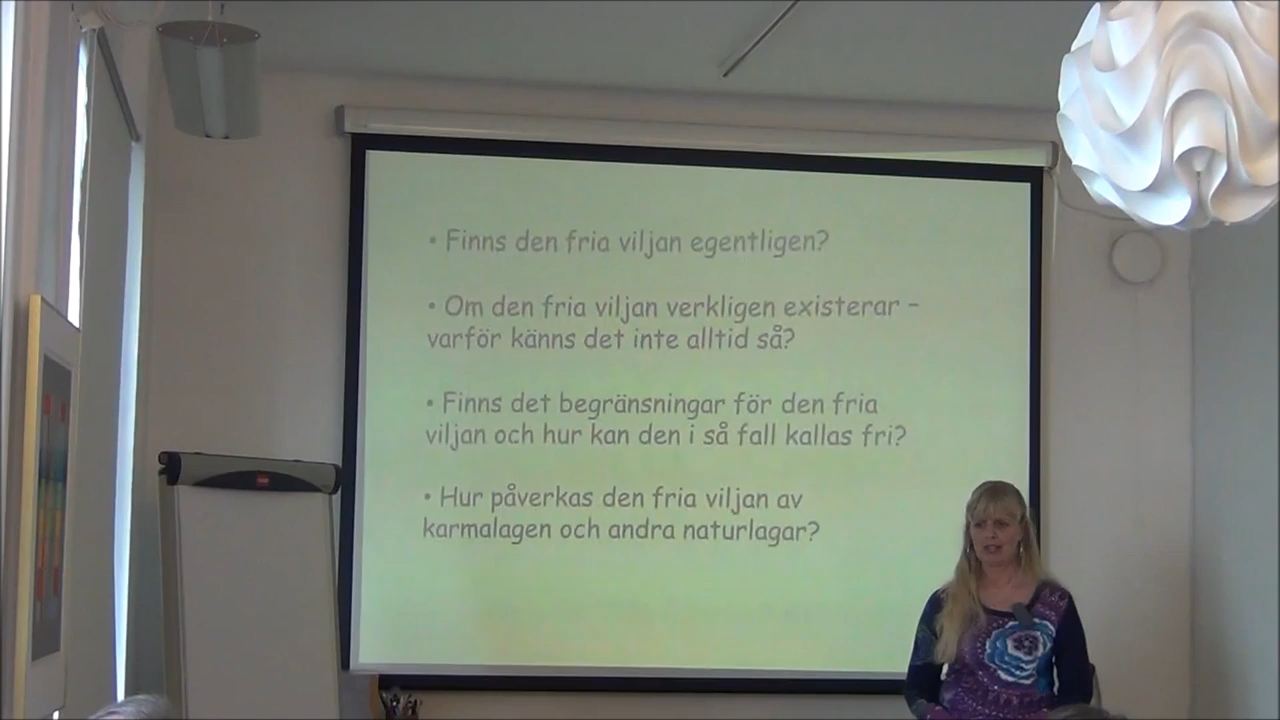 • Finns den fria viljan egentligen?
• Om den fria viljan verkligen existerar –
varför känns det inte alltid så?
• Finns det begränsningar för den fria
viljan och hur kan den i så fall kallas fri?
• Hur påverkas den fria viljan av
karmalagen och andra naturlagar?